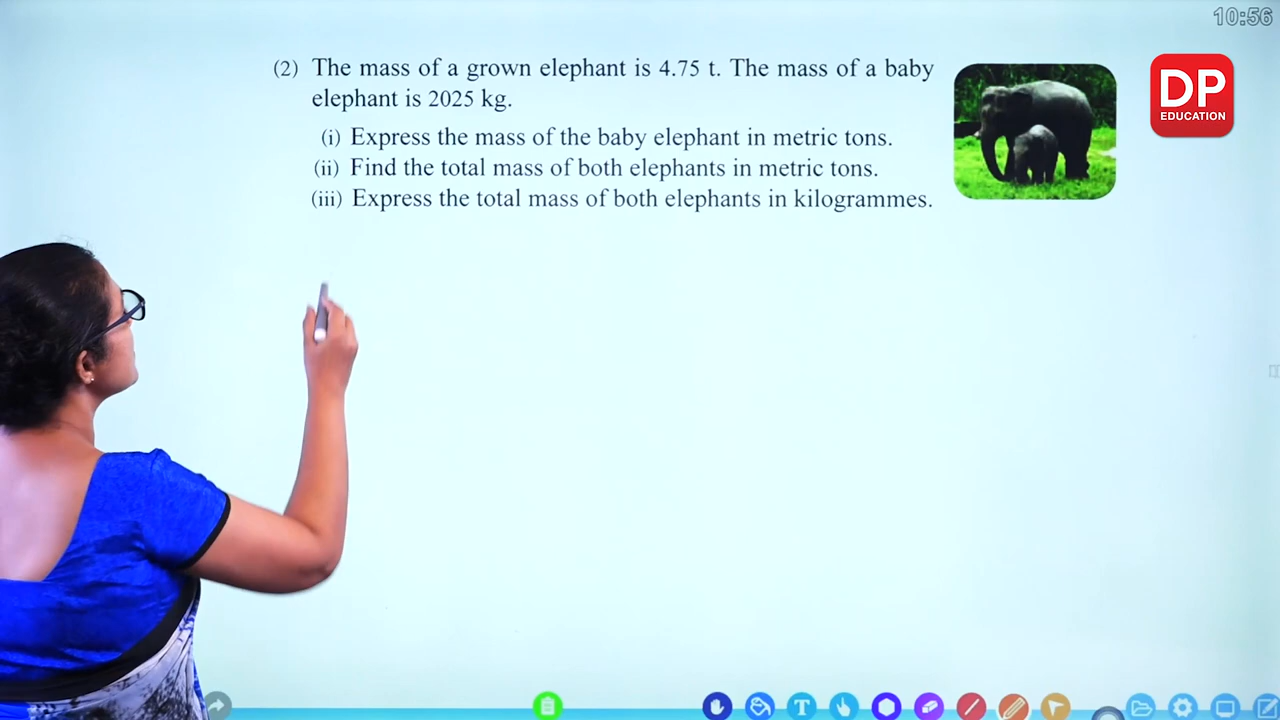 10:56
(2) The mass of a grown elephant is 4.75 t. The mass of a baby
elephant is 2025 kg.
(i) Express the mass of the baby elephant in metric tons.
(ii) Find the total mass of both elephants in metric tons.
(iii) Express the total mass of both elephants in kilogrammes.
DP
EDUCATION
T